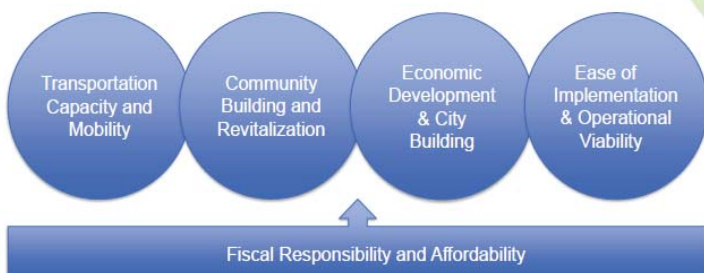 Transportation
Capacity and
Mobility
Community
Building and
Revitalization
Economic
Development
& City
Building
Ease of
Implementation
& Operational
Viability
Fiscal Responsibility and Affordability